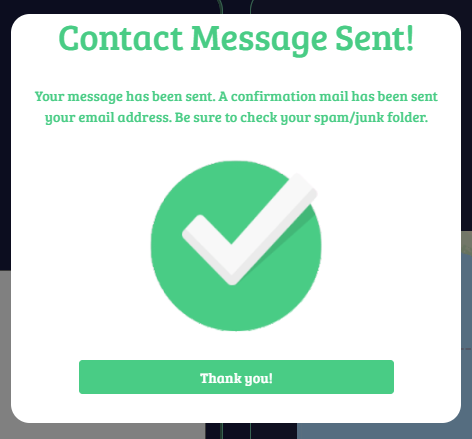 Contact Message Sent!
Your message has been sent. A confirmation mail has been sent
your email address. Be sure to check your spam/junk folder.
Thank you!